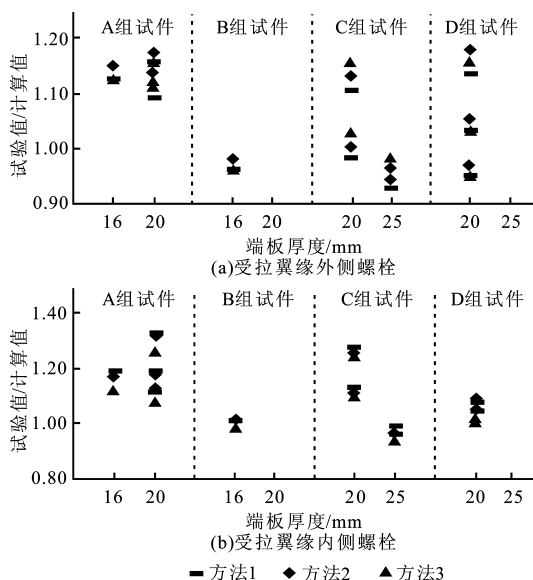 A组试件 B组试件 C组试件 D组试件
1.20
1.10
1.00
0.90
试验值/计算值
16 20 16 20 20 25 20 25
端板厚度/mm
(a)受拉翼缘外侧螺栓
A组试件 B组试件 C组试件 D组试件
1.40
1.20
1.00
0.80
试验值/计算值
16 20 16 20 20 25 20 25
端板厚度/mm
(b)受拉翼缘内侧螺栓
方法1 方法2 方法3